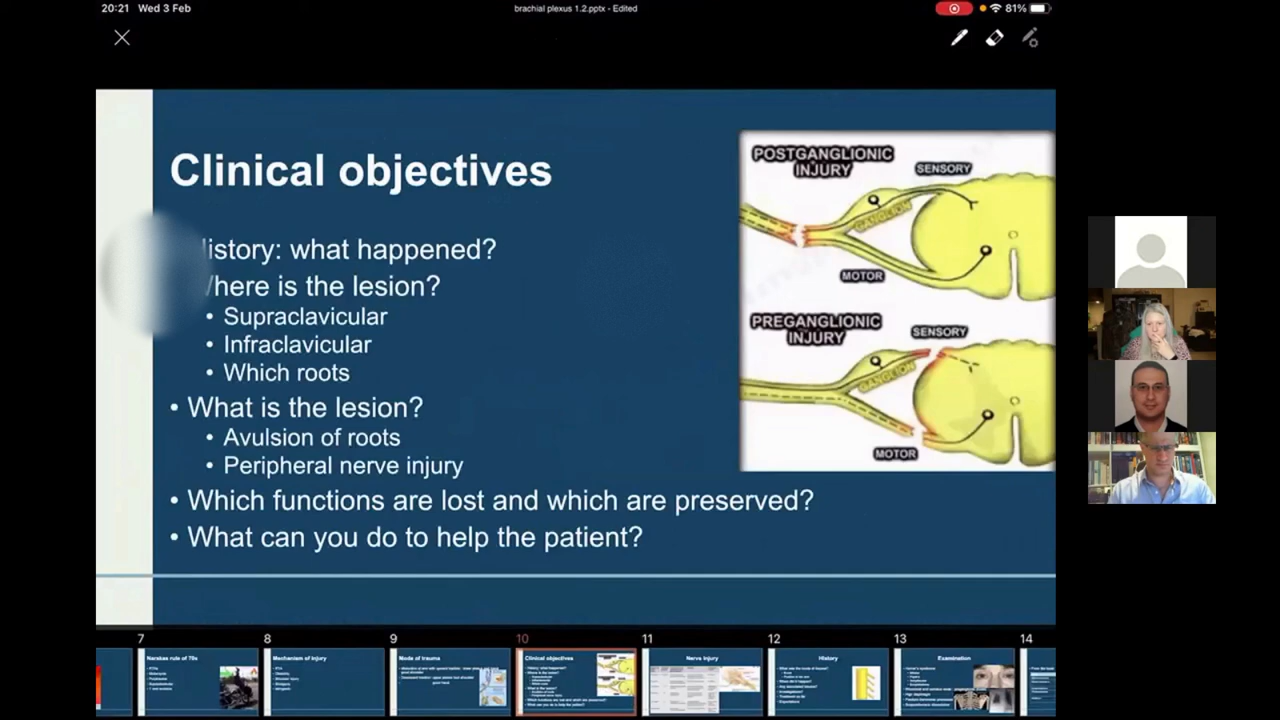 20:21 Wed 3 Feb
brachial plexus 1.2.pptx - Edited
81%
Clinical objectives
istory: what happened?
here is the lesion?
• Supraclavicular
• Infraclavicular
• Which roots
• What is the lesion?
• Avulsion of roots
• Peripheral nerve injury
• Which functions are lost and which are preserved?
• What can you do to help the patient?
POSTGANGLIONIC
INJURY
SENSORY
GANGLION
MOTOR
PREGANGLIONIC
INJURY
SENSORY
GANGLION
MOTOR
7
8
9
10
11
12
13
14
Narakas rule of 70s
Mechanism of injury
Mode of trauma
Clinical objectives
Nerve injury
History
Examination